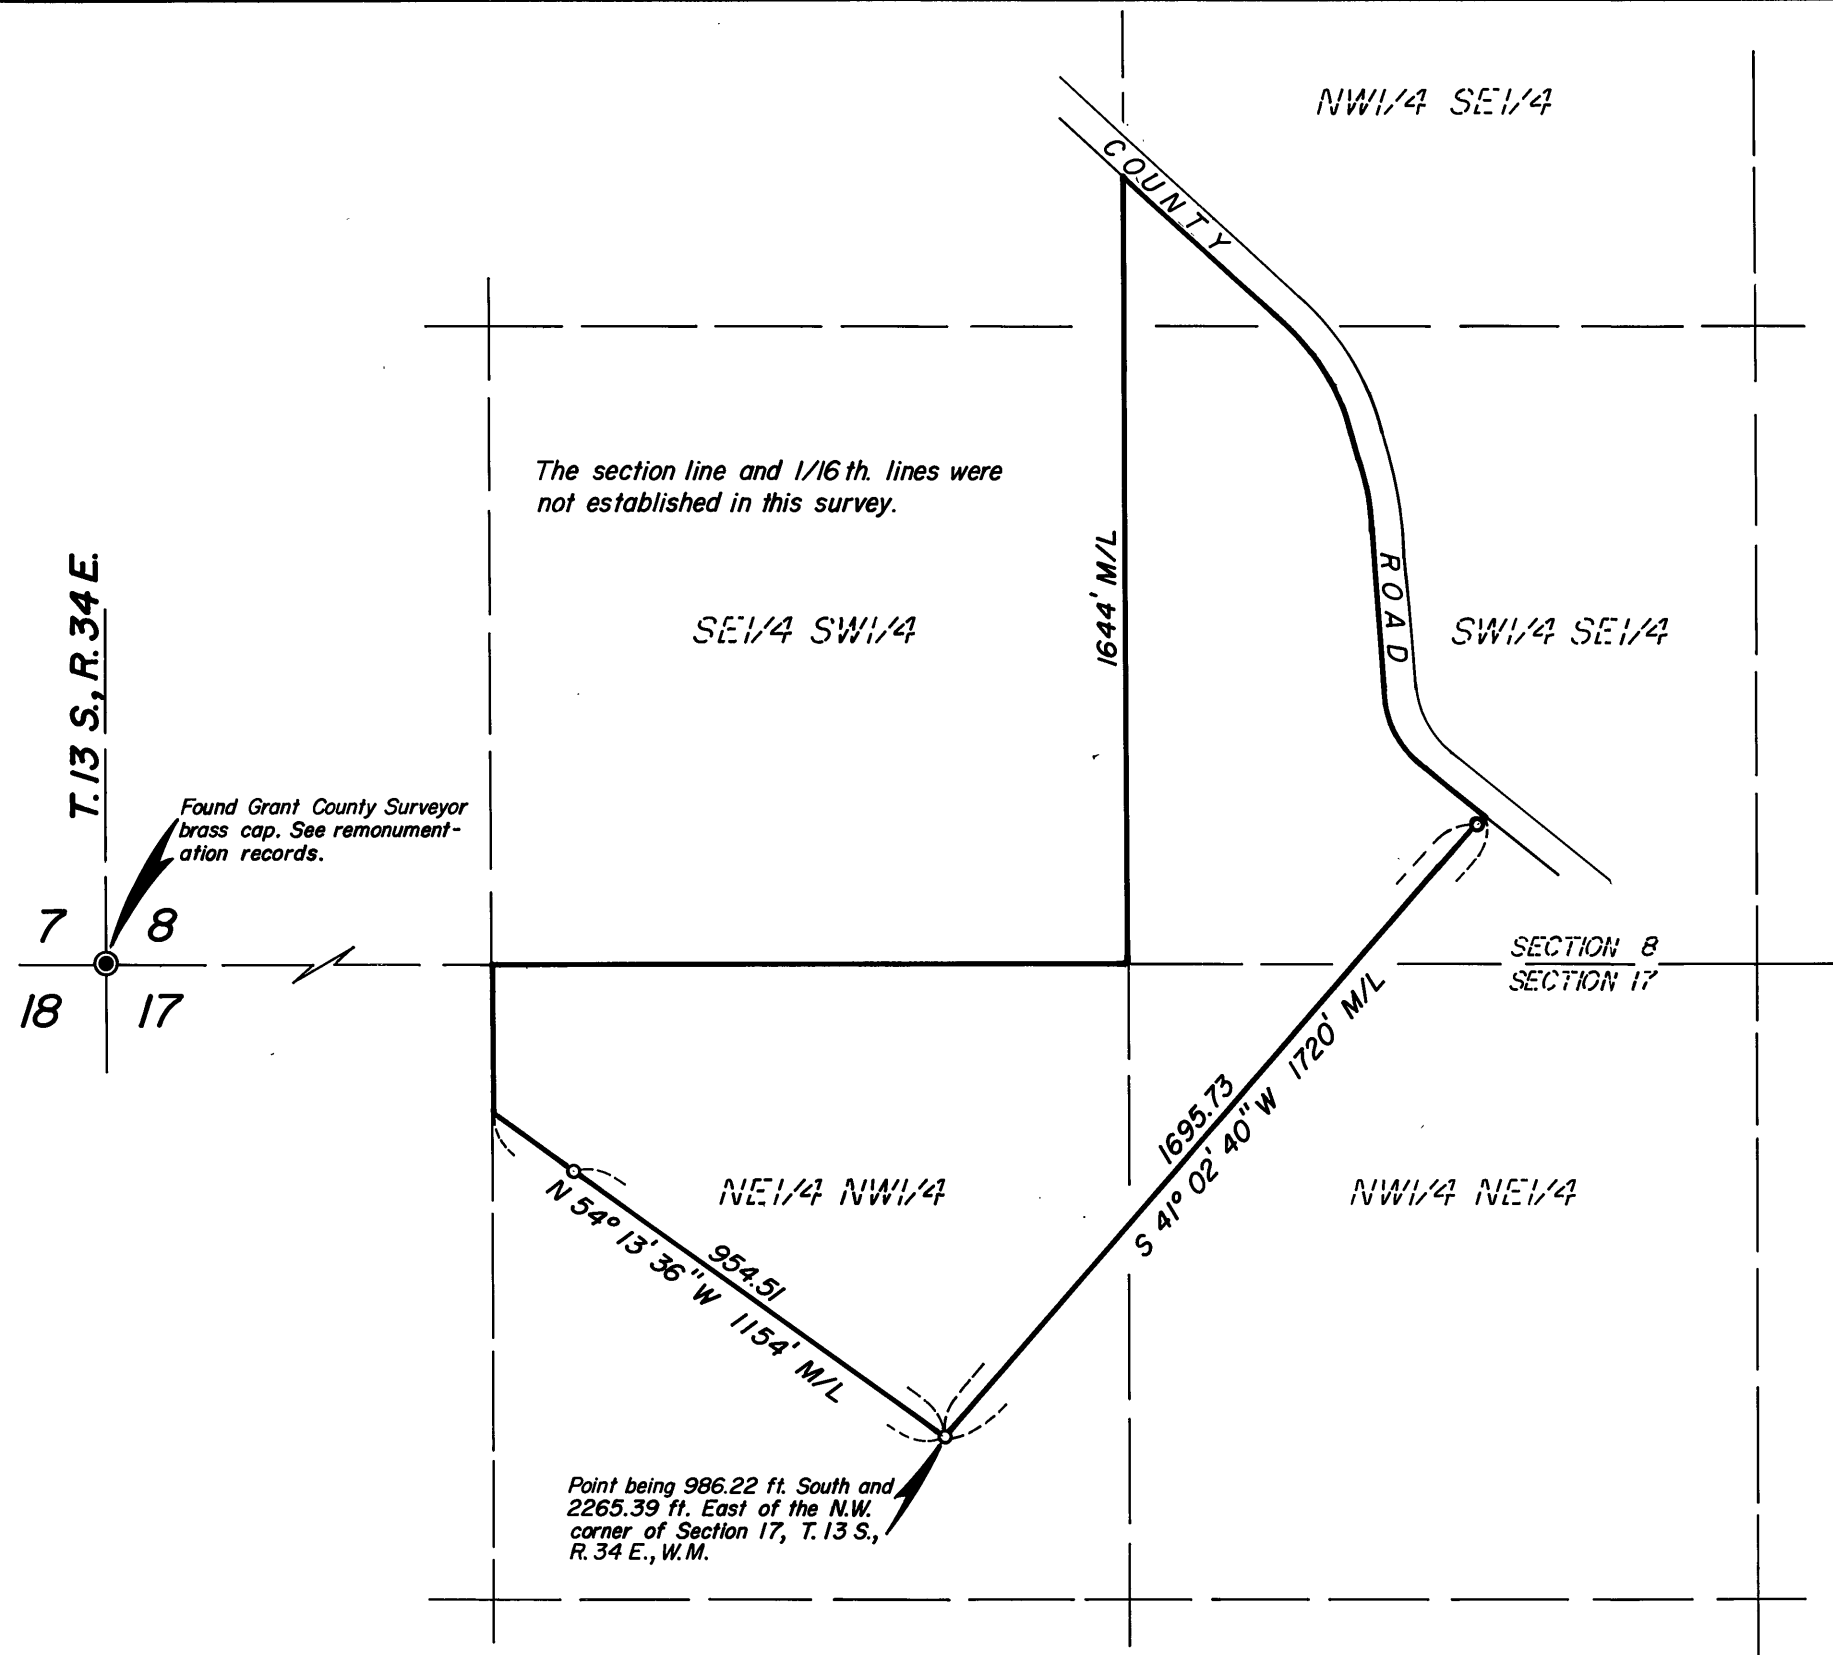 NW1/4 SE1/4
COUNTY
The section line and 1/16 th. lines were
not established in this survey.
T. 13 S., R. 34 E.
1644' M/L
ROAD
SE1/4 SW1/4
SW1/4 SE1/4
Found Grant County Surveyor
brass cap. See remonument-
ation records.
7 8
18 17
SECTION 8
SECTION 17
1695.73
S 41° 02' 40" W 1720' M/L
NE1/4 NW1/4
NW1/4 NE1/4
954.51
N 54° 13' 36" W 1154' M/L
Point being 986.22 ft. South and
2265.39 ft. East of the N.W.
corner of Section 17, T. 13 S.,
R. 34 E., W.M.